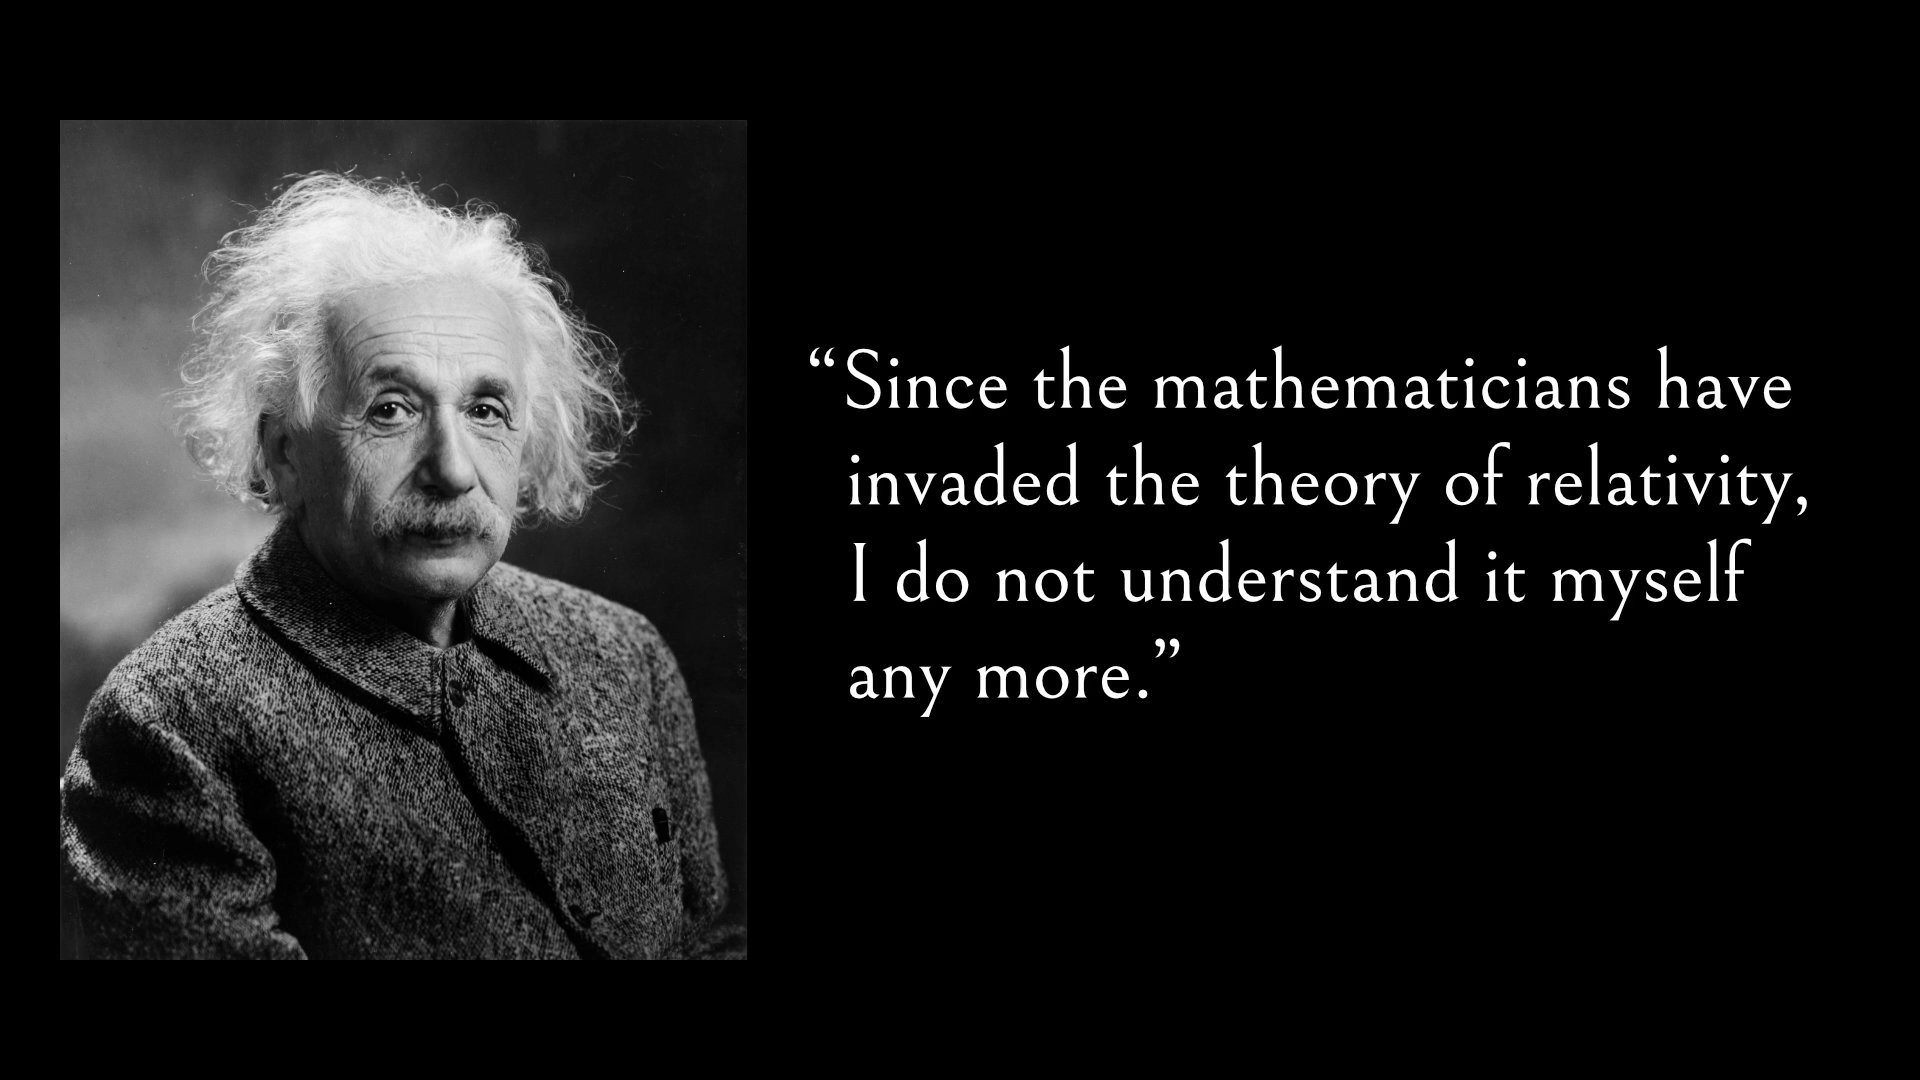 “Since the mathematicians have
invaded the theory of relativity,
I do not understand it myself
any more.”